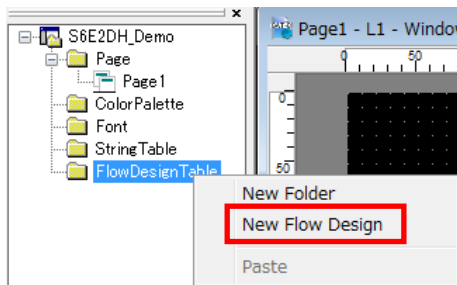 x
S6E2DH_Demo
Page
Page1
ColorPalette
Font
StringTable
FlowDesignTable
Page1 - L1 - Windo
0 50
0
50
New Folder
New Flow Design
Paste